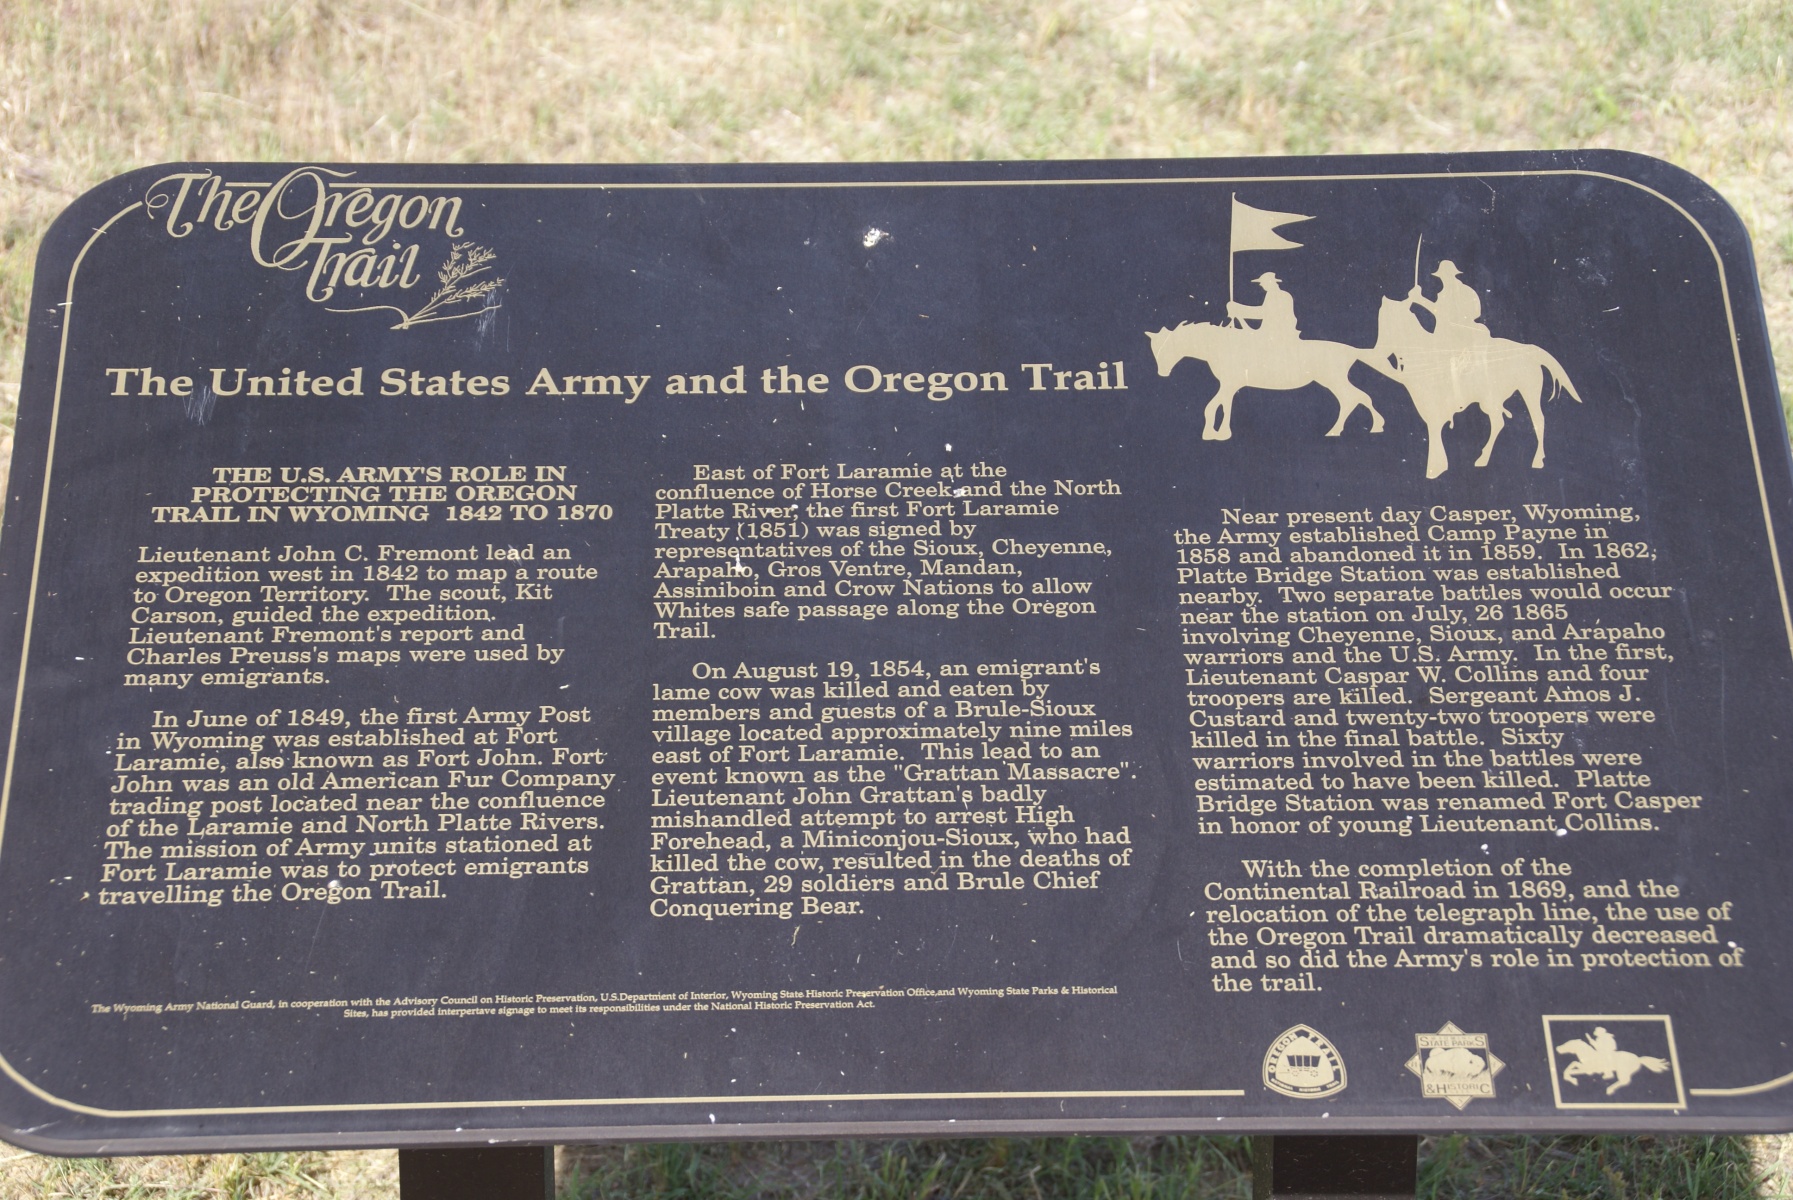 The Oregon
Trail
The United States Army and the Oregon Trail
THE U.S. ARMY'S ROLE IN
PROTECTING THE OREGON
TRAIL IN WYOMING 1842 TO 1870
Lieutenant John C. Fremont lead an
expedition west in 1842 to map a route
to Oregon Territory. The scout, Kit
Carson, guided the expedition.
Lieutenant Fremont's report and
Charles Preuss's maps were used by
many emigrants.
In June of 1849, the first Army Post
in Wyoming was established at Fort
Laramie, also known as Fort John. Fort
John was an old American Fur Company
trading post located near the confluence
of the Laramie and North Platte Rivers.
The mission of Army units stationed at
Fort Laramie was to protect emigrants
travelling the Oregon Trail.
East of Fort Laramie at the
confluence of Horse Creek and the North
Platte River, the first Fort Laramie
Treaty (1851) was signed by
representatives of the Sioux, Cheyenne,
Arapaho, Gros Ventre, Mandan,
Assiniboin and Crow Nations to allow
Whites safe passage along the Oregon
Trail.
On August 19, 1854, an emigrant's
lame cow was killed and eaten by
members and guests of a Brule-Sioux
village located approximately nine miles
east of Fort Laramie. This lead to an
event known as the "Grattan Massacre".
Lieutenant John Grattan's badly
mishandled attempt to arrest High
Forehead, a Miniconjou-Sioux, who had
killed the cow, resulted in the deaths of
Grattan, 29 soldiers and Brule Chief
Conquering Bear.
Near present day Casper, Wyoming,
the Army established Camp Payne in
1858 and abandoned it in 1859. In 1862,
Platte Bridge Station was established
nearby. Two separate battles would occur
near the station on July, 26 1865
involving Cheyenne, Sioux, and Arapaho
warriors and the U.S. Army. In the first,
Lieutenant Caspar W. Collins and four
troopers are killed. Sergeant Amos J.
Custard and twenty-two troopers were
killed in the final battle. Sixty
warriors involved in the battles were
estimated to have been killed. Platte
Bridge Station was renamed Fort Casper
in honor of young Lieutenant Collins.
With the completion of the
Continental Railroad in 1869, and the
relocation of the telegraph line, the use of
the Oregon Trail dramatically decreased
and so did the Army's role in protection of
the trail.
The Wyoming Army National Guard, in cooperation with the Advisory Council on Historic Preservation, U.S.Department of Interior, Wyoming State Historic Preservation Office,and Wyoming State Parks & Historical
Sites, has provided interpertave signage to meet its responsibilities under the National Historic Preservation Act.
OREGON TRAIL
STATE PARKS
& HISTORIC